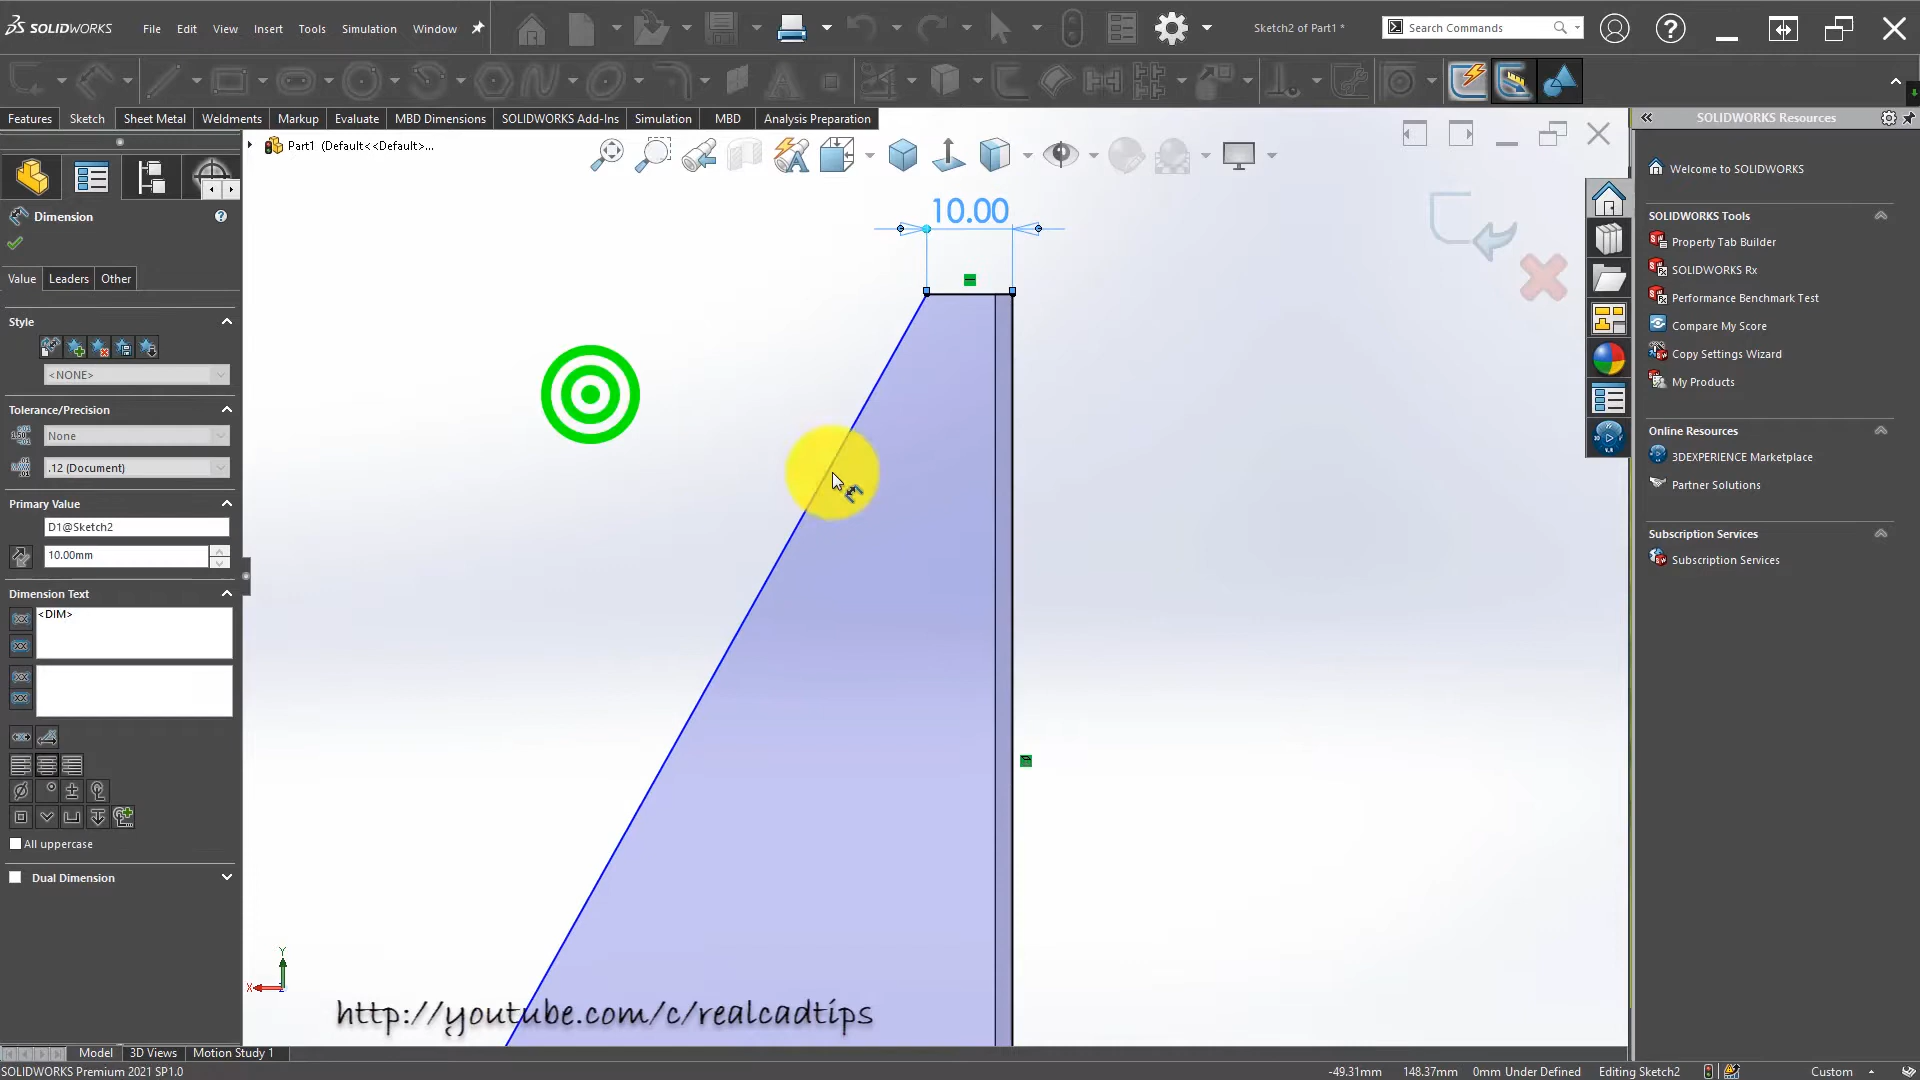 SOLIDWORKS
File Edit View Insert Tools Simulation Window
Sketch2 of Part1 *
Search Commands
Features Sketch Sheet Metal Weldments Markup Evaluate MBD Dimensions SOLIDWORKS Add-Ins Simulation MBD Analysis Preparation
Part1 (Default<<Default>...
Dimension
Value Leaders Other
Style
<NONE>
Tolerance/Precision
None
.12 (Document)
Primary Value
D1@Sketch2
10.00mm
Dimension Text
<DIM>
All uppercase
Dual Dimension
10.00
Y
X
http://youtube.com/c/realcadtips
SOLIDWORKS Resources
Welcome to SOLIDWORKS
SOLIDWORKS Tools
Property Tab Builder
SOLIDWORKS Rx
Performance Benchmark Test
Compare My Score
Copy Settings Wizard
My Products
Online Resources
3DEXPERIENCE Marketplace
Partner Solutions
Subscription Services
Subscription Services
Model 3D Views Motion Study 1
SOLIDWORKS Premium 2021 SP1.0
-49.31mm 148.37mm 0mm Under Defined Editing Sketch2 Custom